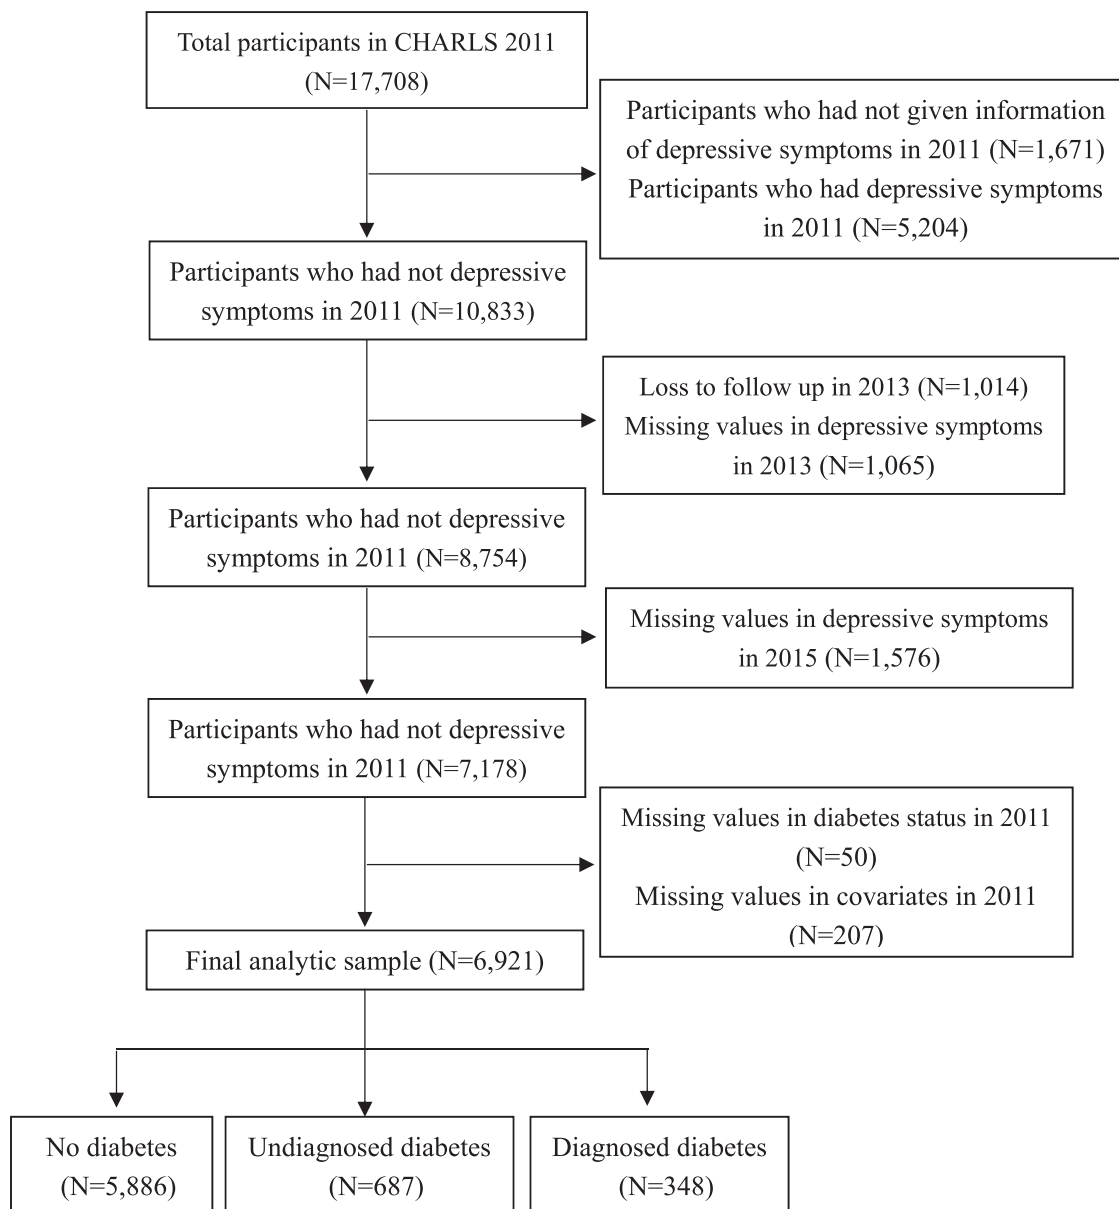 Total participants in CHARLS 2011
(N=17,708)
Participants who had not given information
of depressive symptoms in 2011 (N=1,671)
Participants who had depressive symptoms
in 2011 (N=5,204)
Participants who had not depressive
symptoms in 2011 (N=10,833)
Loss to follow up in 2013 (N=1,014)
Missing values in depressive symptoms
in 2013 (N=1,065)
Participants who had not depressive
symptoms in 2011 (N=8,754)
Missing values in depressive symptoms
in 2015 (N=1,576)
Participants who had not depressive
symptoms in 2011 (N=7,178)
Missing values in diabetes status in 2011
(N=50)
Missing values in covariates in 2011
(N=207)
Final analytic sample (N=6,921)
No diabetes
(N=5,886)
Undiagnosed diabetes
(N=687)
Diagnosed diabetes
(N=348)